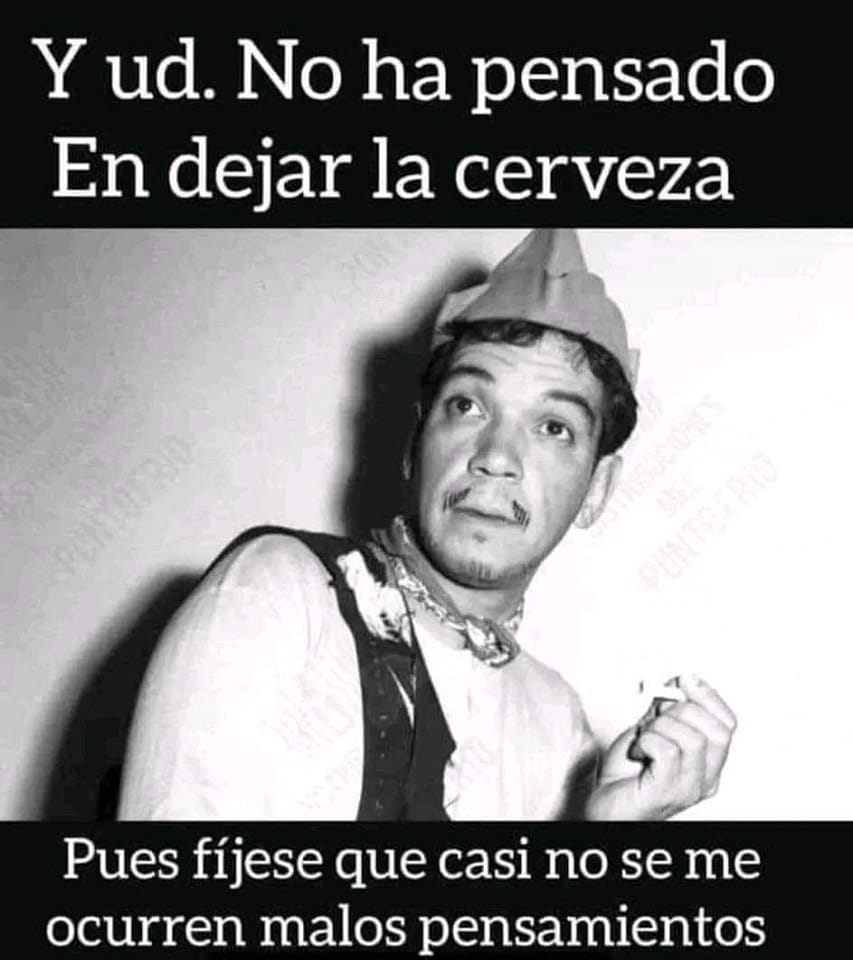 Y ud. No ha pensado
En dejar la cerveza
Pues fíjese que casi no se me
ocurren malos pensamientos